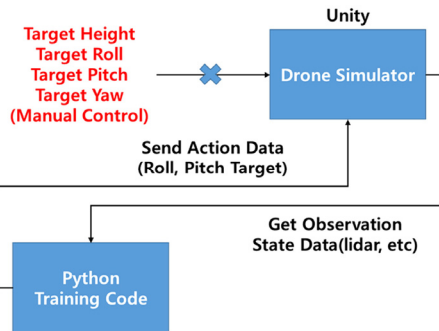 Unity
Target Height
Target Roll
Target Pitch
Target Yaw
(Manual Control)
Drone Simulator
Send Action Data
(Roll, Pitch Target)
Get Observation
State Data(lidar, etc)
Python
Training Code